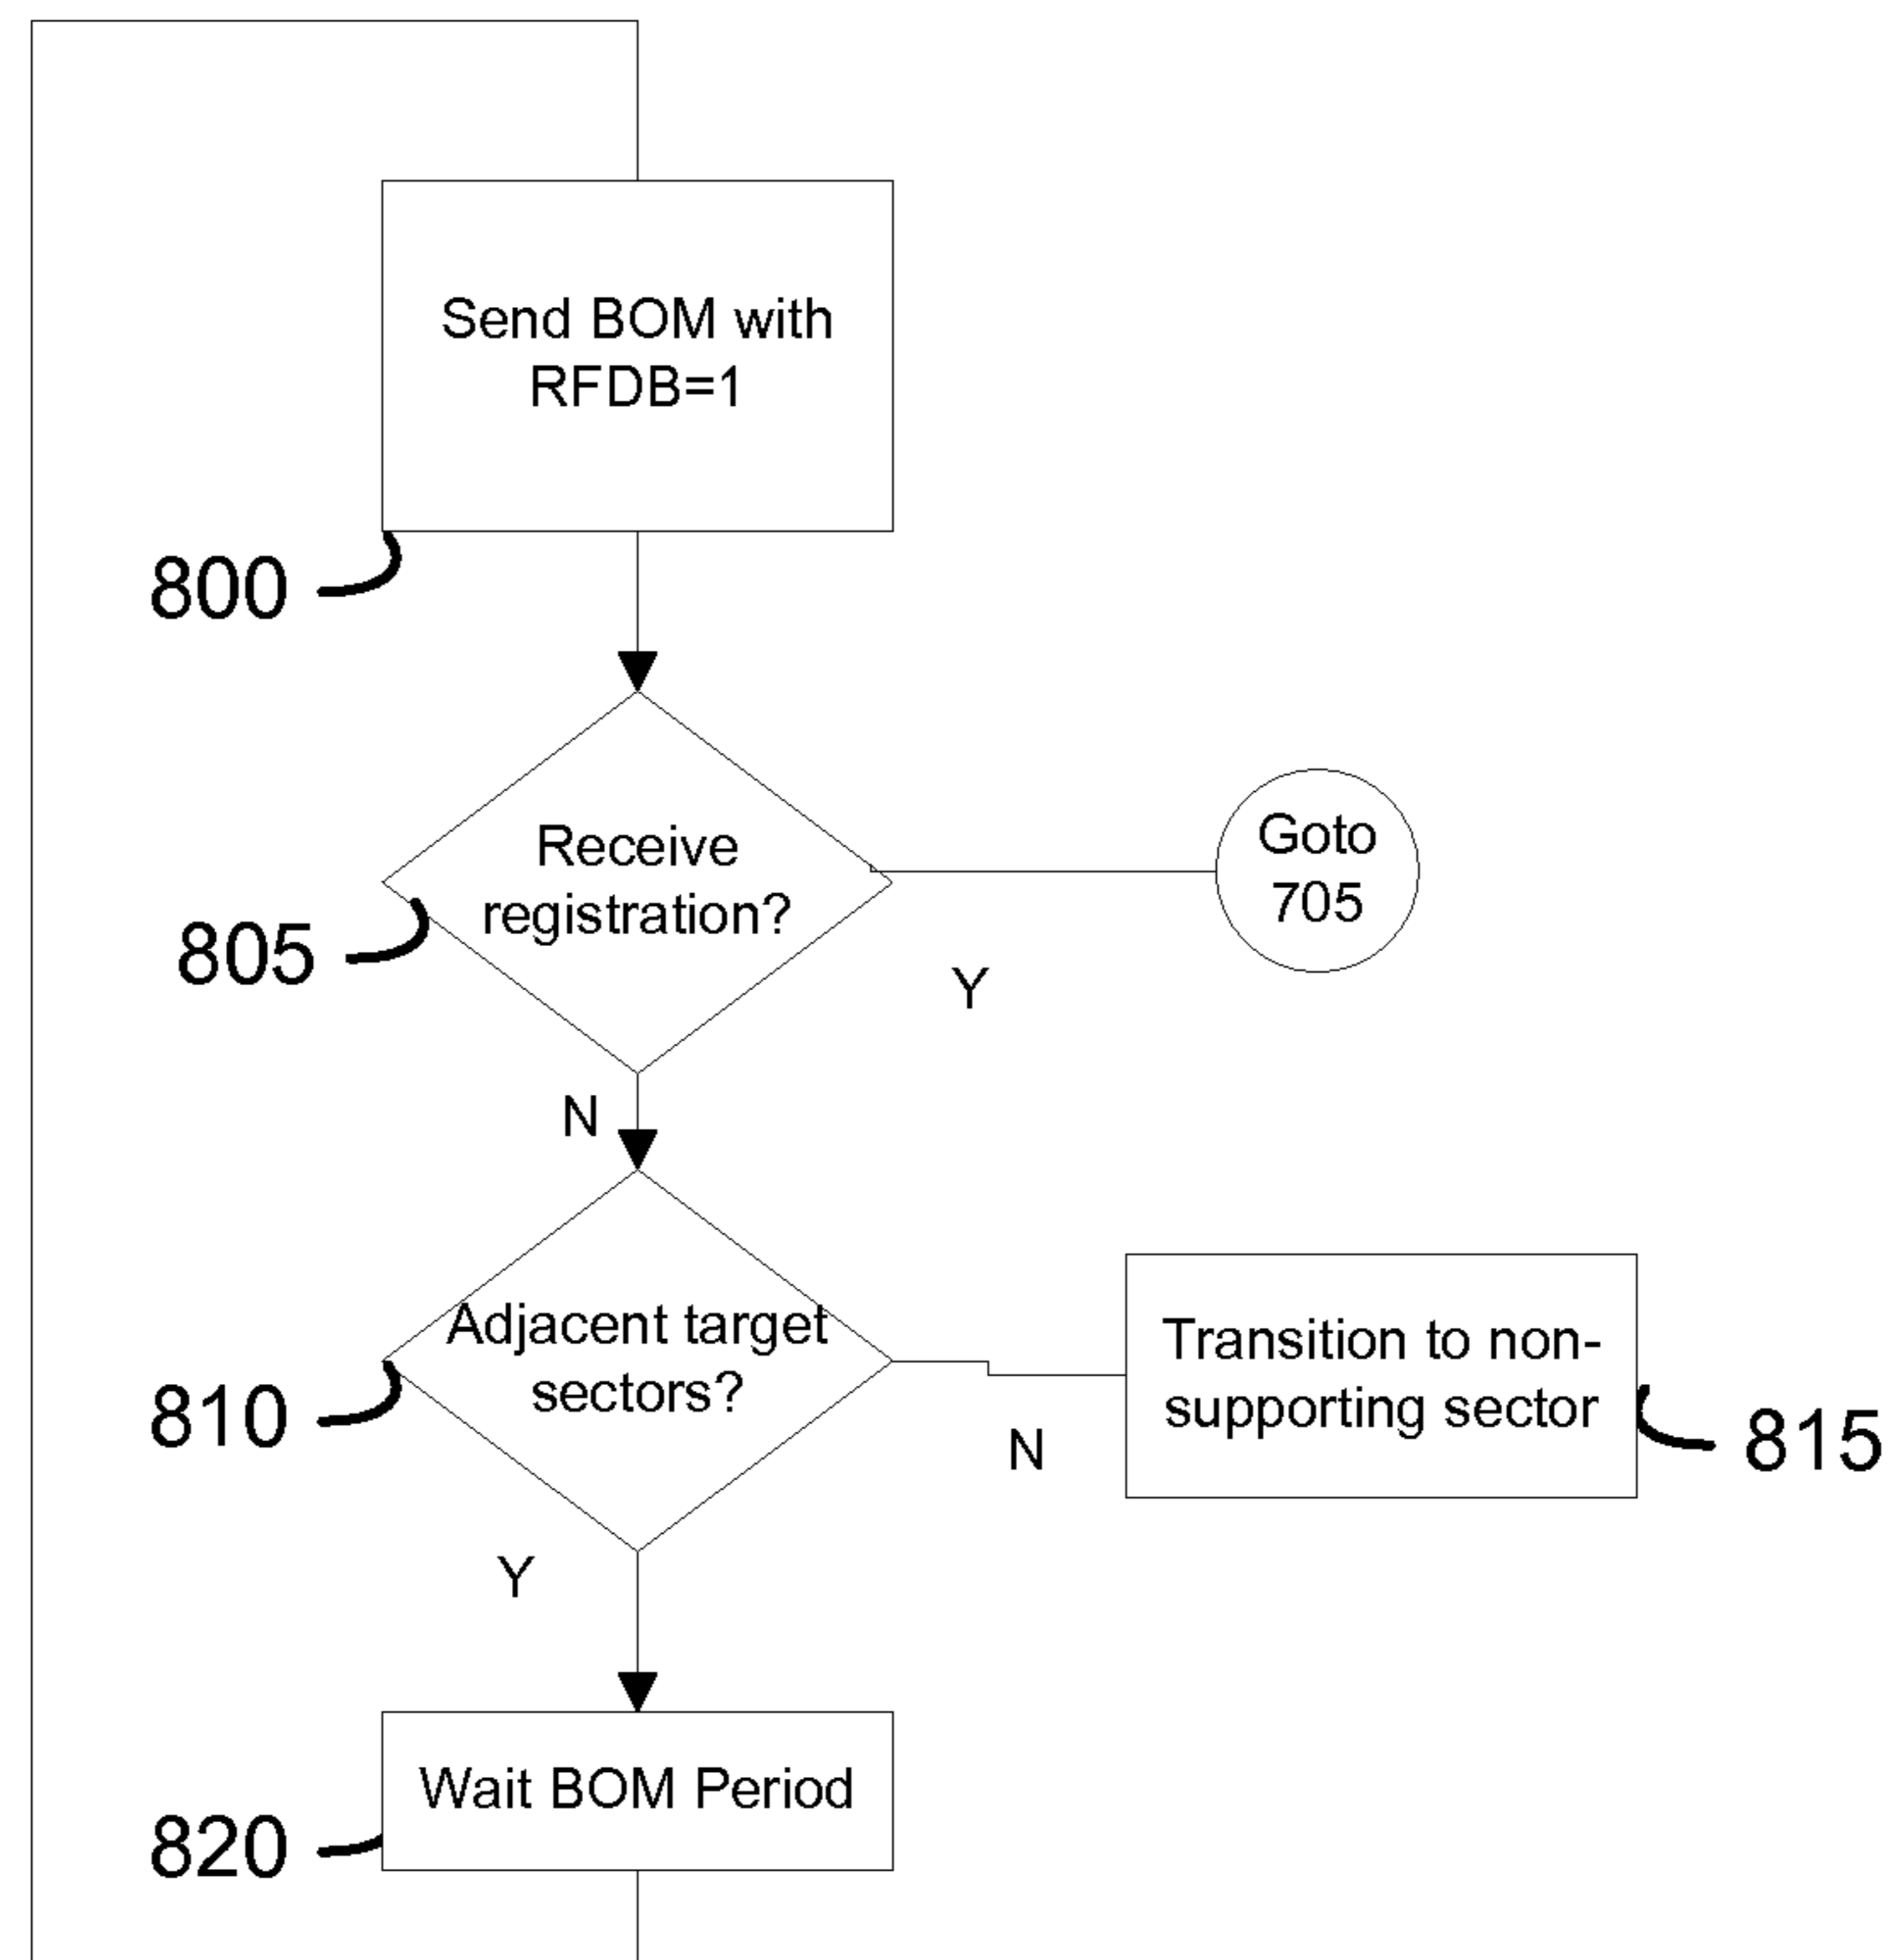 Send BOM with
RFDB=1
800
Receive
registration?
805
Y
Goto
705
N
Adjacent target
sectors?
810
N
Transition to non-
supporting sector
815
Y
Wait BOM Period
820